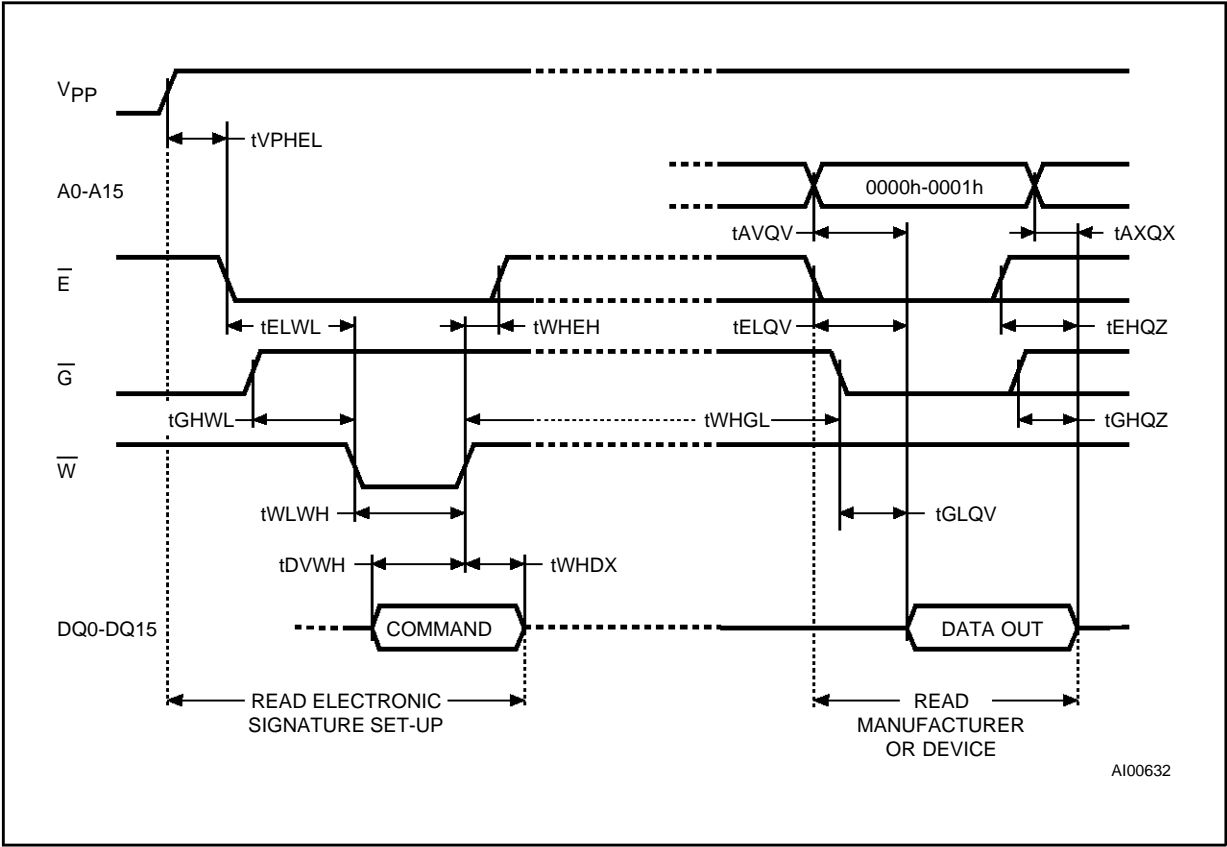 VPP
tVPHEL
A0-A15
0000h-0001h
tAVQV
tAXQX
E
tELWL
tWHEH
tELQV
tEHQZ
G
tGHWL
tWHGL
tGHQZ
W
tWLWH
tGLQV
tDVWH
tWHDX
DQ0-DQ15
COMMAND
DATA OUT
READ ELECTRONIC
SIGNATURE SET-UP
READ
MANUFACTURER
OR DEVICE
AI00632